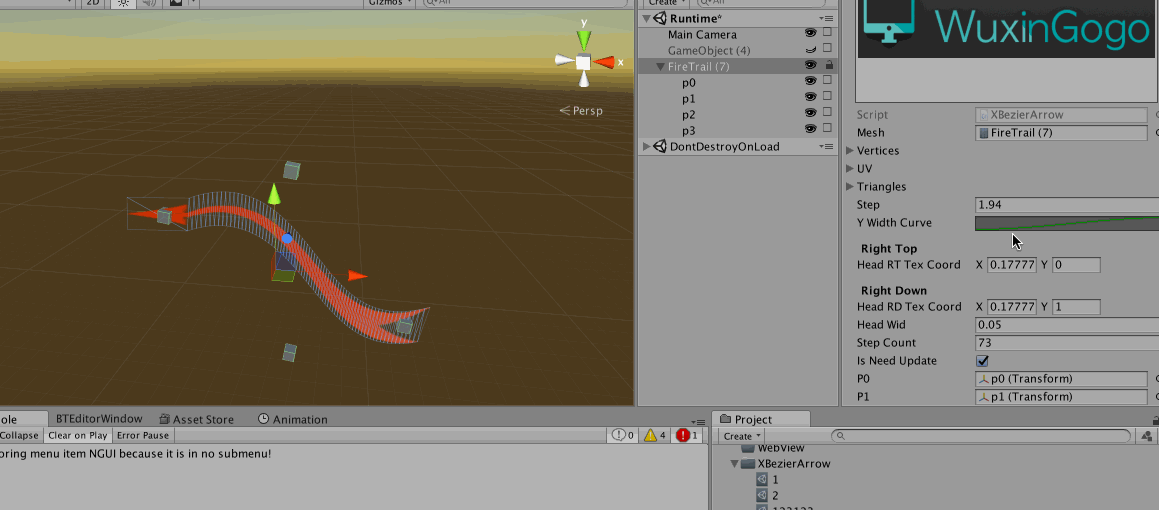 2D
Gizmos
All
Create
All
y
x
Persp
Runtime*
Main Camera
GameObject (4)
FireTrail (7)
p0
p1
p2
p3
DontDestroyOnLoad
WuxinGogo
Script XBezierArrow
Mesh FireTrail (7)
Vertices
UV
Triangles
Step 1.94
Y Width Curve
Right Top
Head RT Tex Coord X 0.17777 Y 0
Right Down
Head RD Tex Coord X 0.17777 Y 1
Head Wid 0.05
Step Count 73
Is Need Update
P0 p0 (Transform)
P1 p1 (Transform)
ole BTEditorWindow Asset Store Animation
Collapse Clear on Play Error Pause 0 4 1
oring menu item NGUI because it is in no submenu!
Project
Create
WebView
XBezierArrow
1
2